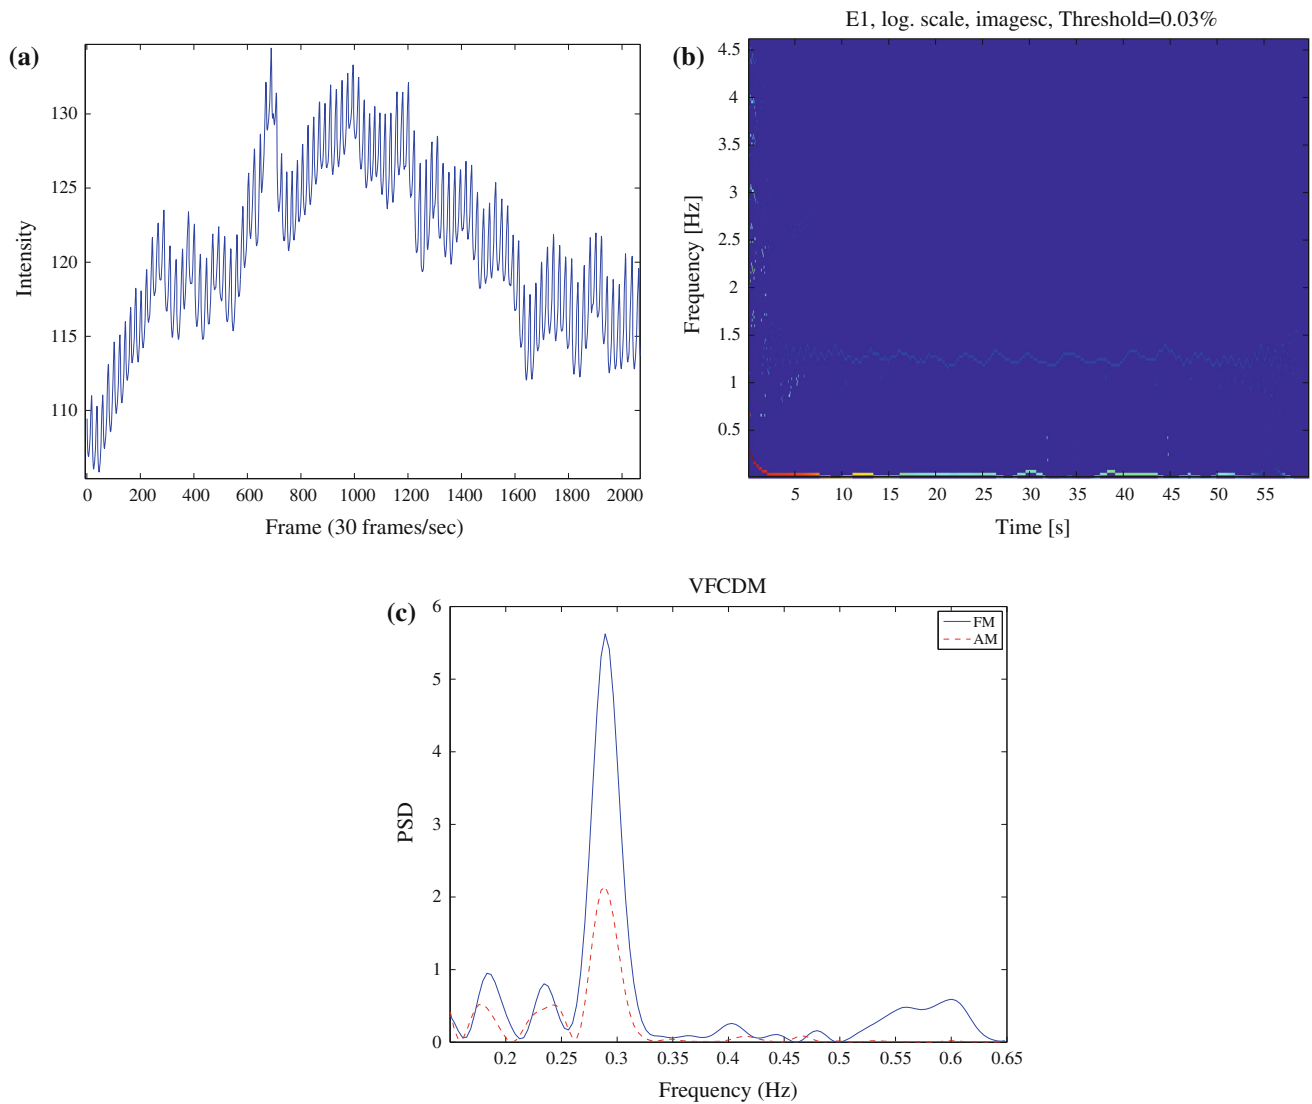 (a)
130
125
120
115
110
Intensity
0 200 400 600 800 1000 1200 1400 1600 1800 2000
Frame (30 frames/sec)
E1, log. scale, imagesc, Threshold=0.03%
(b)
4.5
4
3.5
3
2.5
2
1.5
1
0.5
Frequency [Hz]
5 10 15 20 25 30 35 40 45 50 55
Time [s]
VFCDM
(c)
6
5
4
3
2
1
0
PSD
FM
AM
0.2 0.25 0.3 0.35 0.4 0.45 0.5 0.55 0.6 0.65
Frequency (Hz)